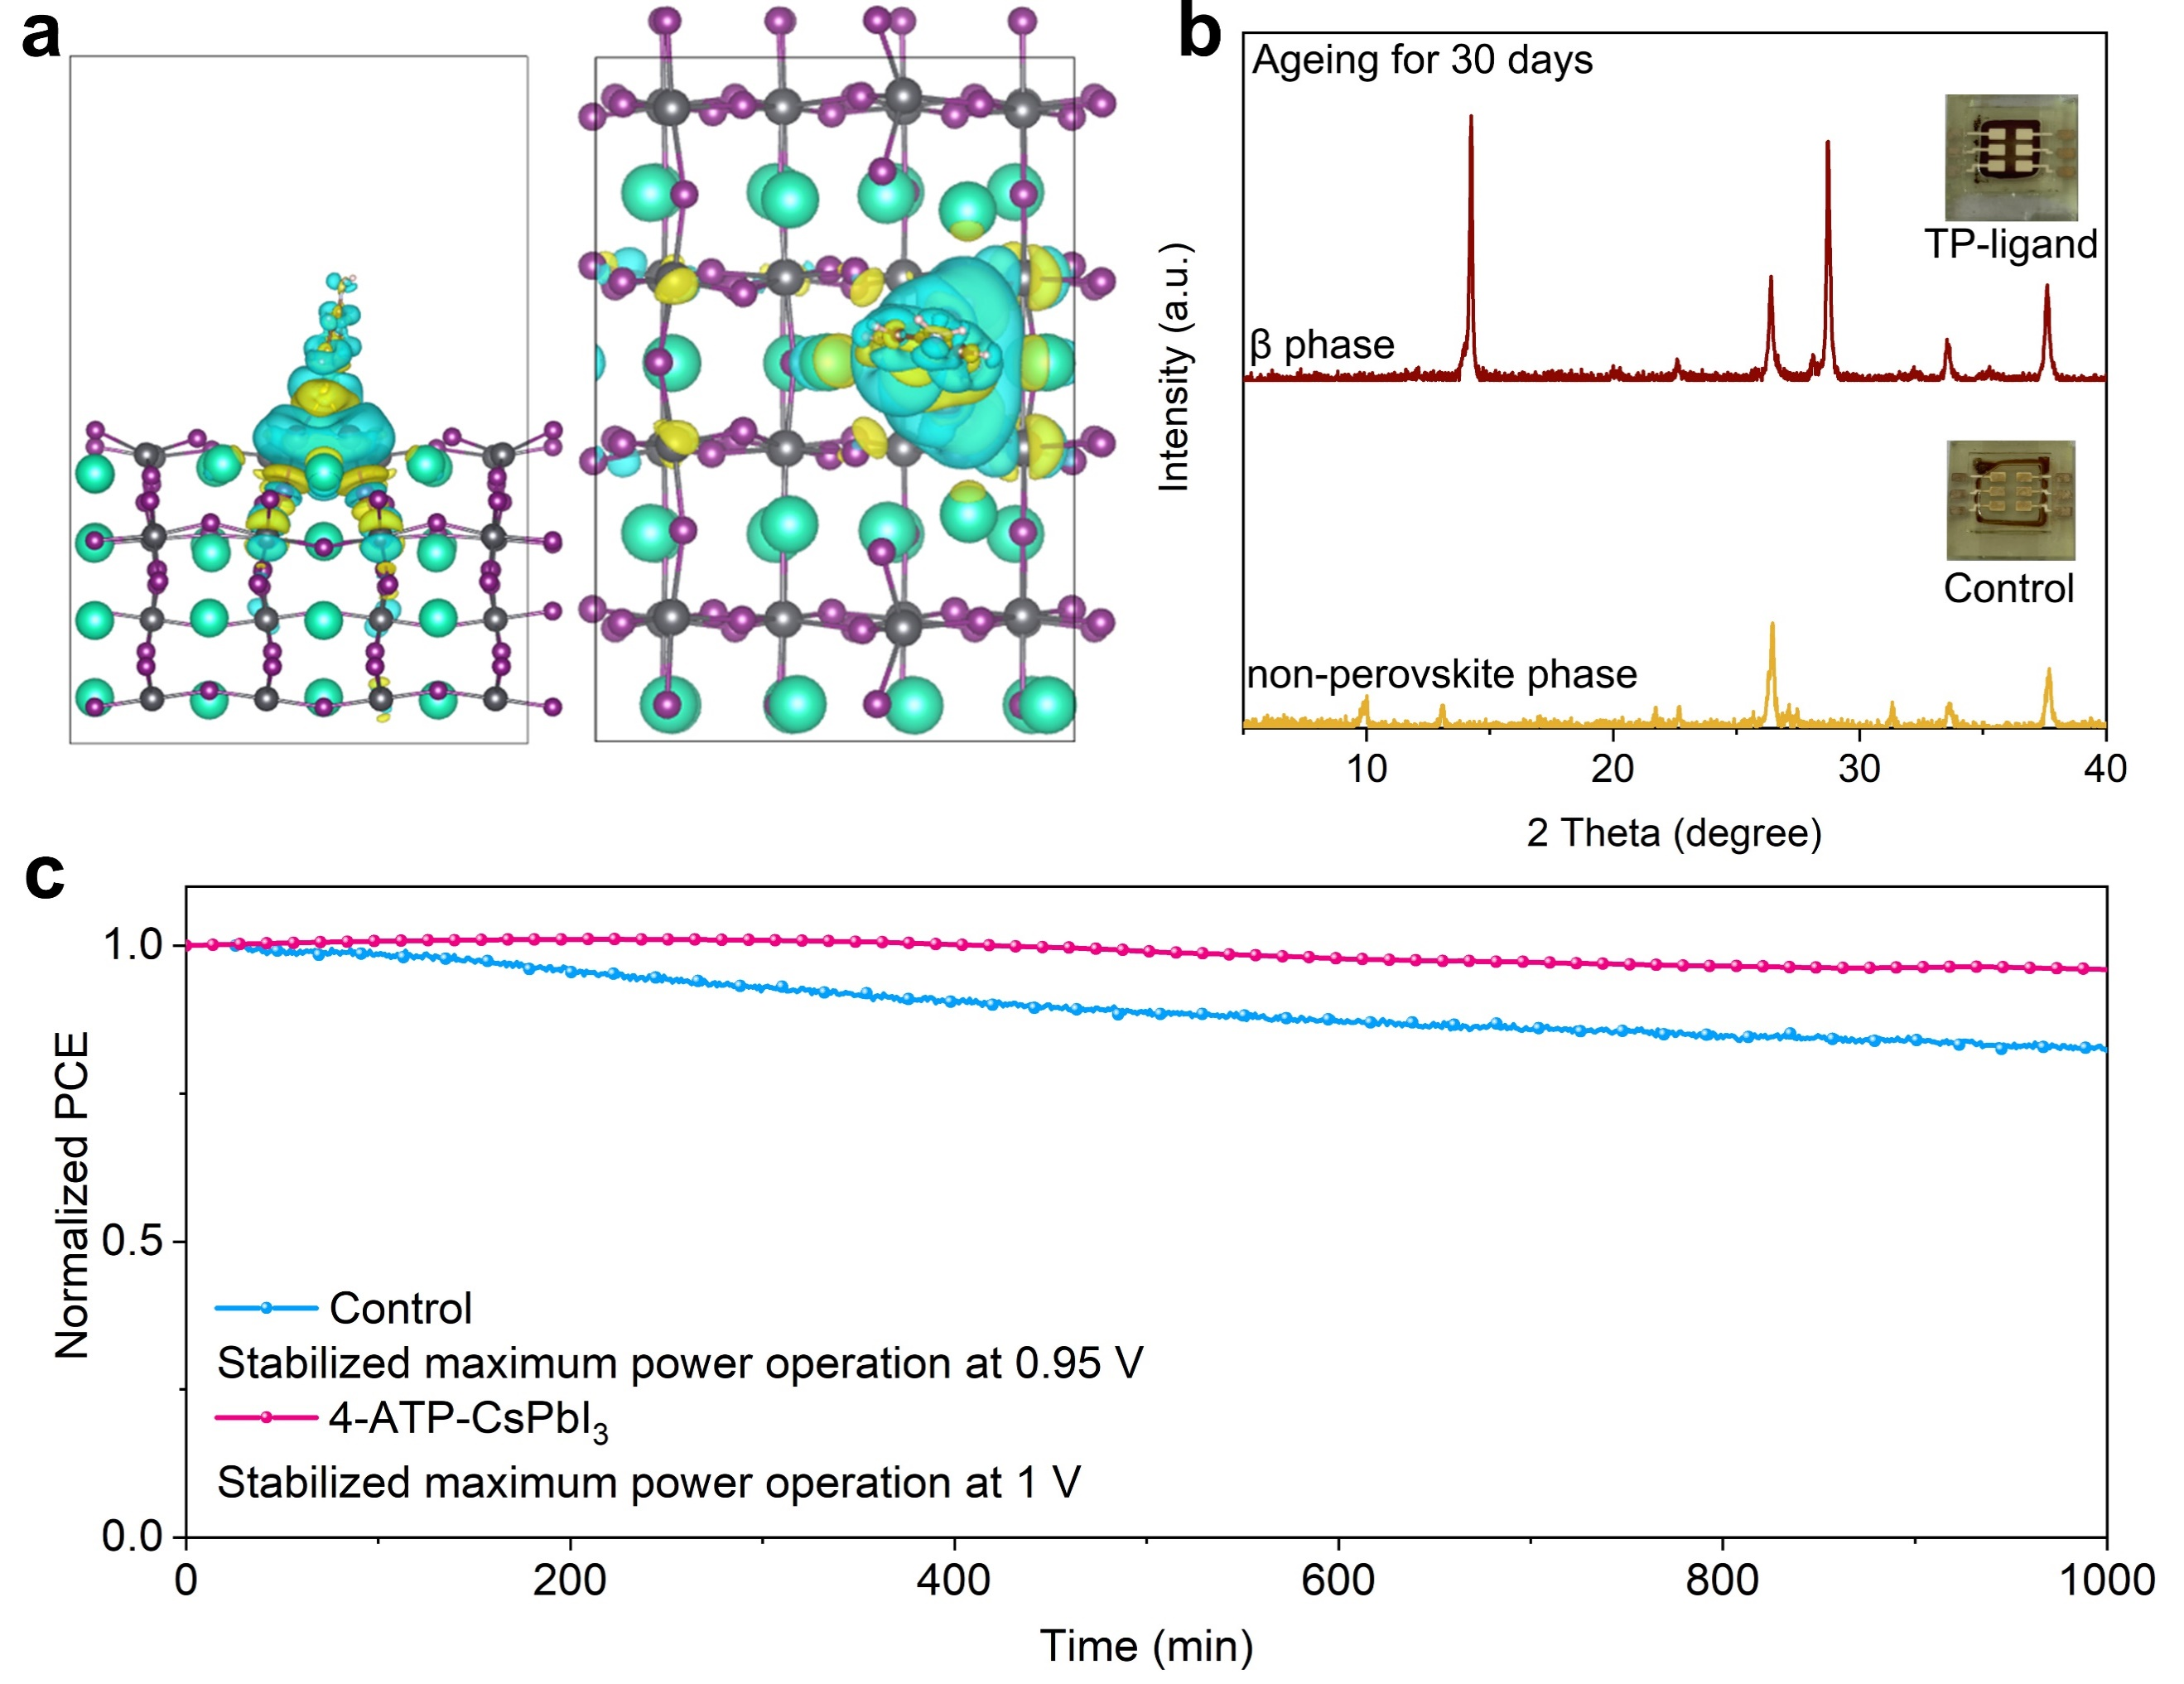 a
b
Ageing for 30 days
TP-ligand
β phase
Control
non-perovskite phase
Intensity (a.u.)
10 20 30 40
2 Theta (degree)
c
1.0
0.5
0.0
Normalized PCE
Control
Stabilized maximum power operation at 0.95 V
4-ATP-CsPbI₃
Stabilized maximum power operation at 1 V
0 200 400 600 800 1000
Time (min)